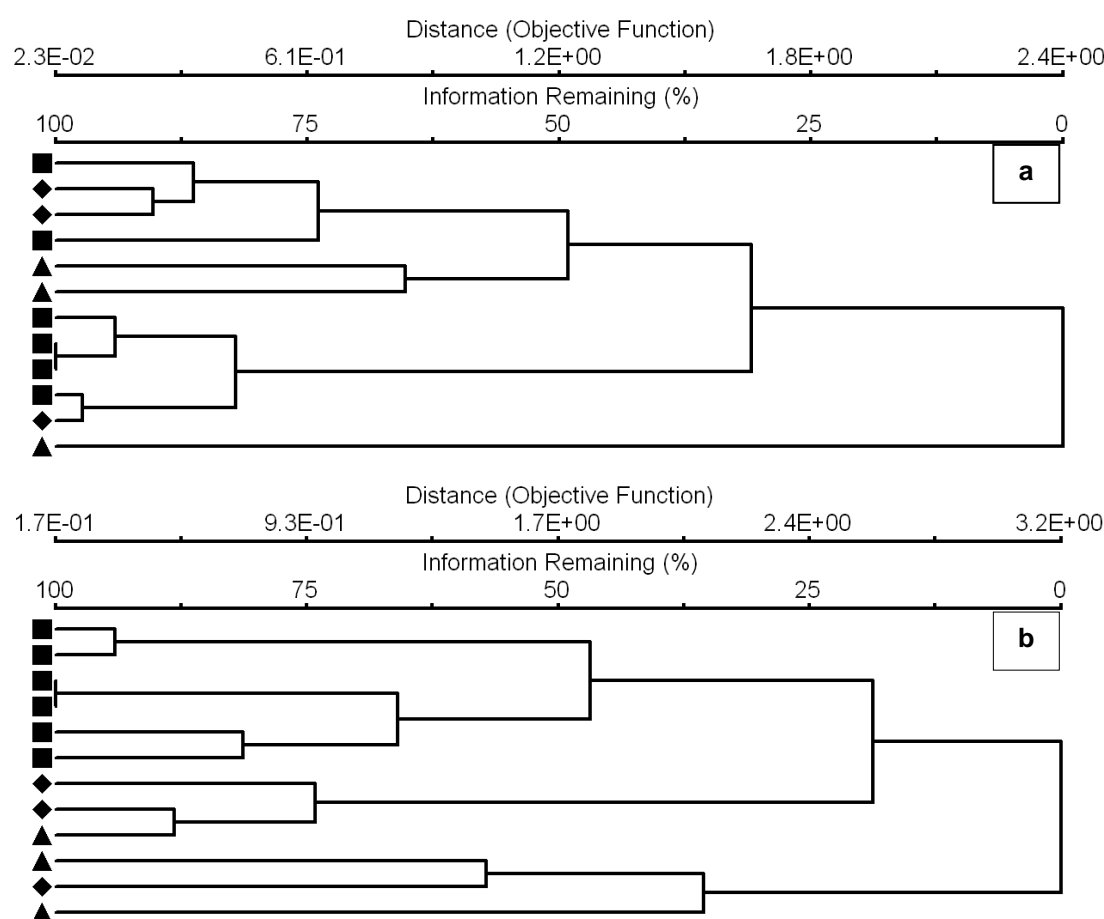 Distance (Objective Function)
2.3E-02 6.1E-01 1.2E+00 1.8E+00 2.4E+00
Information Remaining (%)
100 75 50 25 0
a
Distance (Objective Function)
1.7E-01 9.3E-01 1.7E+00 2.4E+00 3.2E+00
Information Remaining (%)
100 75 50 25 0
b